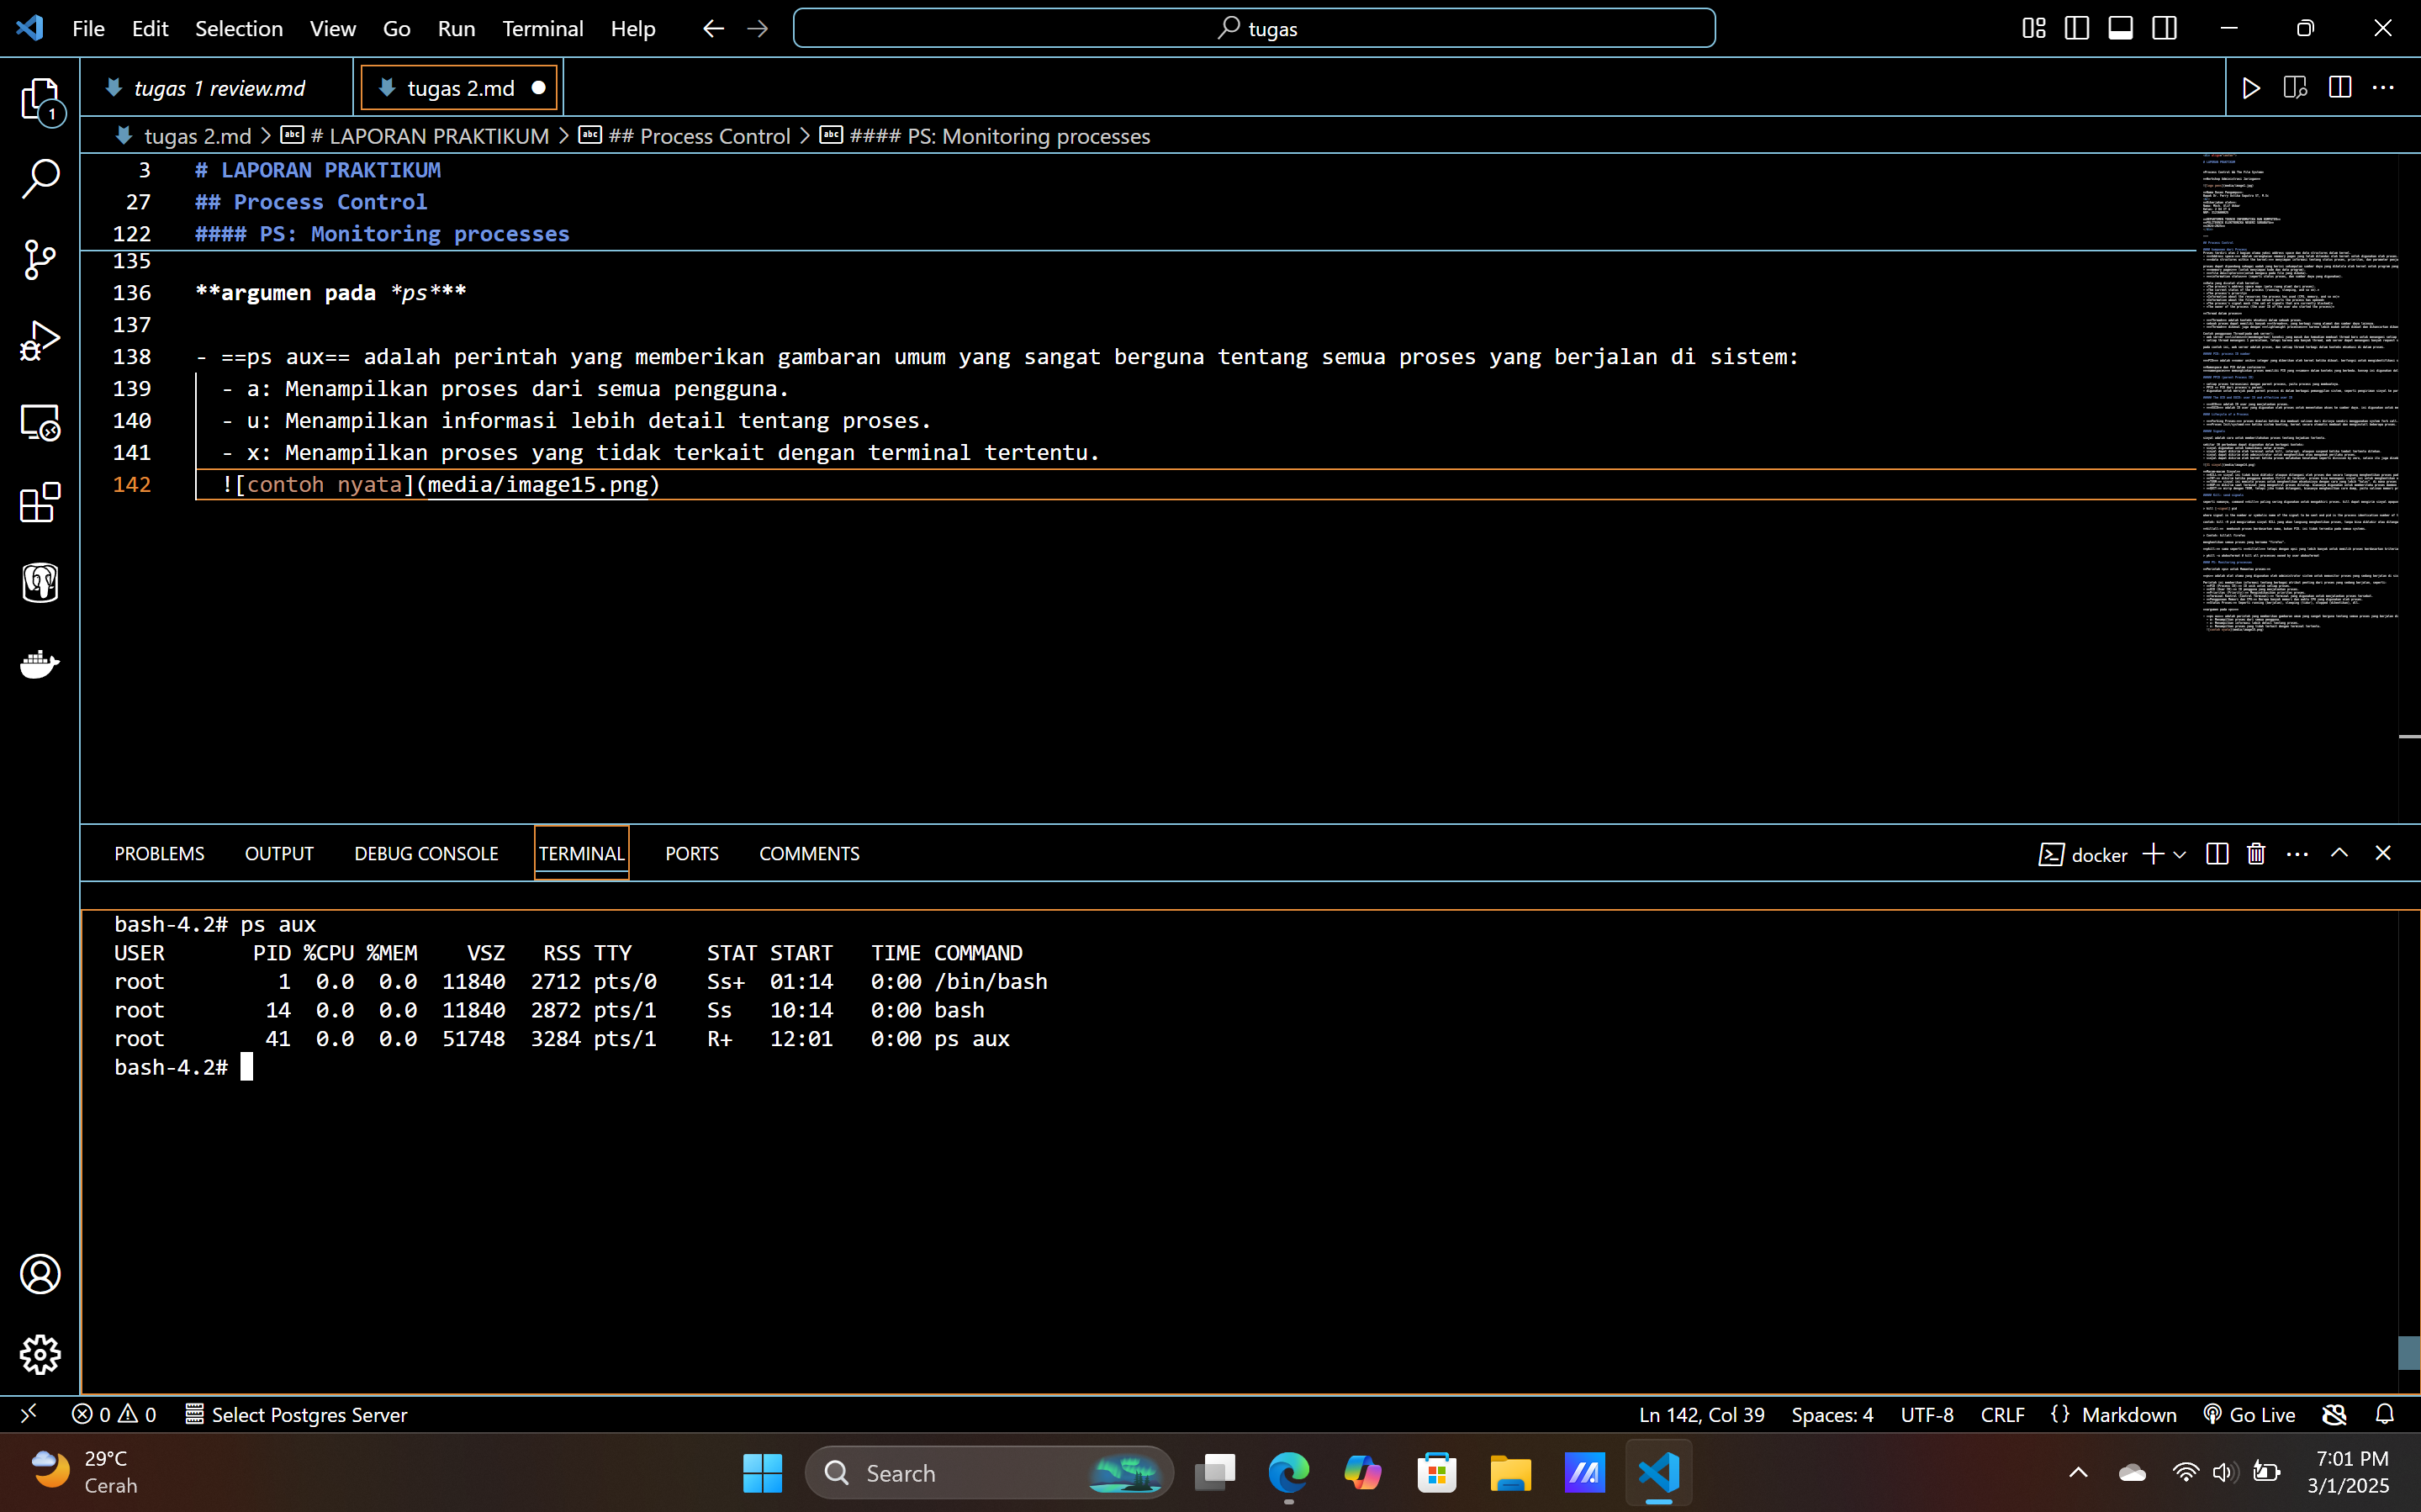 File Edit Selection View Go Run Terminal Help
tugas
tugas 1 review.md
tugas 2.md
1
tugas 2.md > # LAPORAN PRAKTIKUM > ## Process Control > #### PS: Monitoring processes
3 # LAPORAN PRAKTIKUM
27 ## Process Control
122 #### PS: Monitoring processes
135
136 **argumen pada *ps***
137
138 - ==ps aux== adalah perintah yang memberikan gambaran umum yang sangat berguna tentang semua proses yang berjalan di sistem:
139 - a: Menampilkan proses dari semua pengguna.
140 - u: Menampilkan informasi lebih detail tentang proses.
141 - x: Menampilkan proses yang tidak terkait dengan terminal tertentu.
142 ![contoh nyata](media/image15.png)
PROBLEMS OUTPUT DEBUG CONSOLE TERMINAL PORTS COMMENTS
docker
bash-4.2# ps aux
USER PID %CPU %MEM VSZ RSS TTY STAT START TIME COMMAND
root 1 0.0 0.0 11840 2712 pts/0 Ss+ 01:14 0:00 /bin/bash
root 14 0.0 0.0 11840 2872 pts/1 Ss 10:14 0:00 bash
root 41 0.0 0.0 51748 3284 pts/1 R+ 12:01 0:00 ps aux
bash-4.2#
0 0 Select Postgres Server
Ln 142, Col 39 Spaces: 4 UTF-8 CRLF {} Markdown Go Live
29°C
Cerah
Search
7:01 PM
3/1/2025